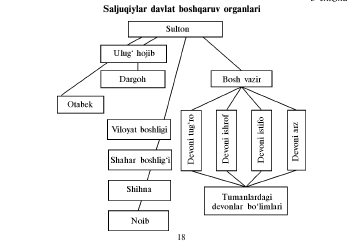 Saljuqiylar davlat boshqaruv organlari
Sulton
Ulug‘ hojib
Dargoh
Bosh vazir
Otabek
Viloyat boshligi
Shahar boshlig‘i
Shihna
Noib
Devoni tug‘ro
Devoni ishrof
Devoni istifo
Devoni arz
Tumanlardagi
devonlar bo‘limlari
18